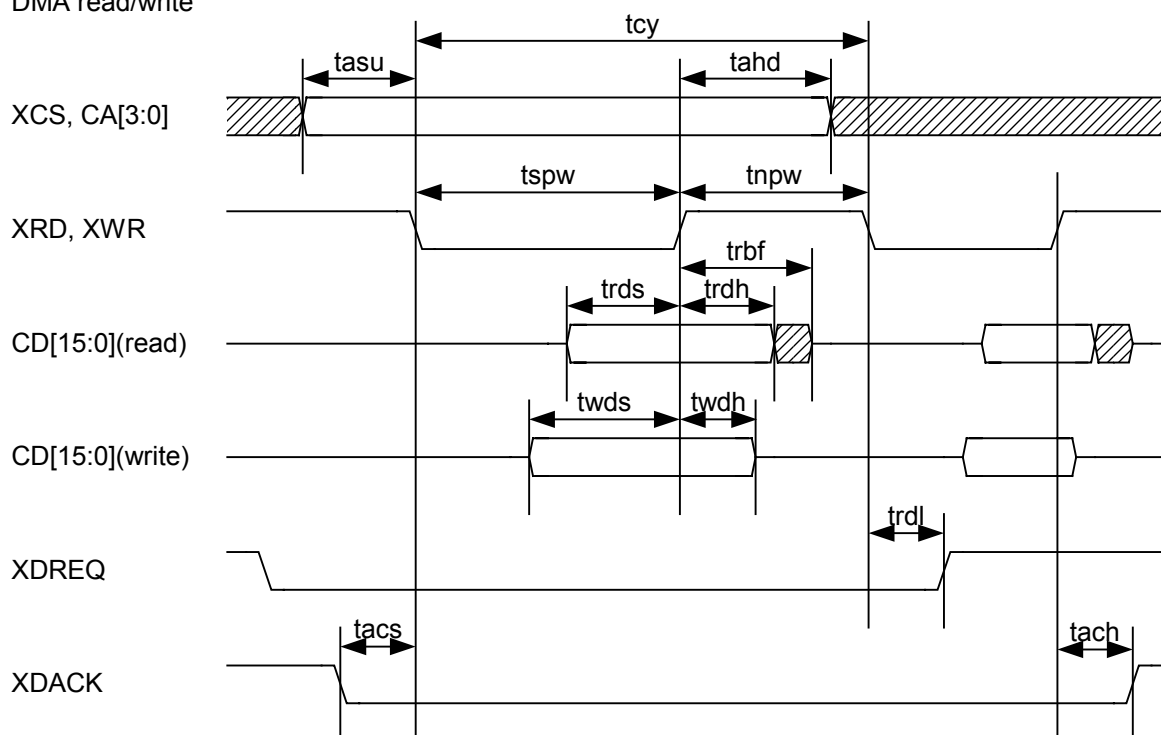 DMA read/write
tcy
tasu
tahd
XCS, CA[3:0]
tspw
tnpw
XRD, XWR
trbf
trds
trdh
CD[15:0](read)
twds
twdh
CD[15:0](write)
trdl
XDREQ
tacs
tach
XDACK